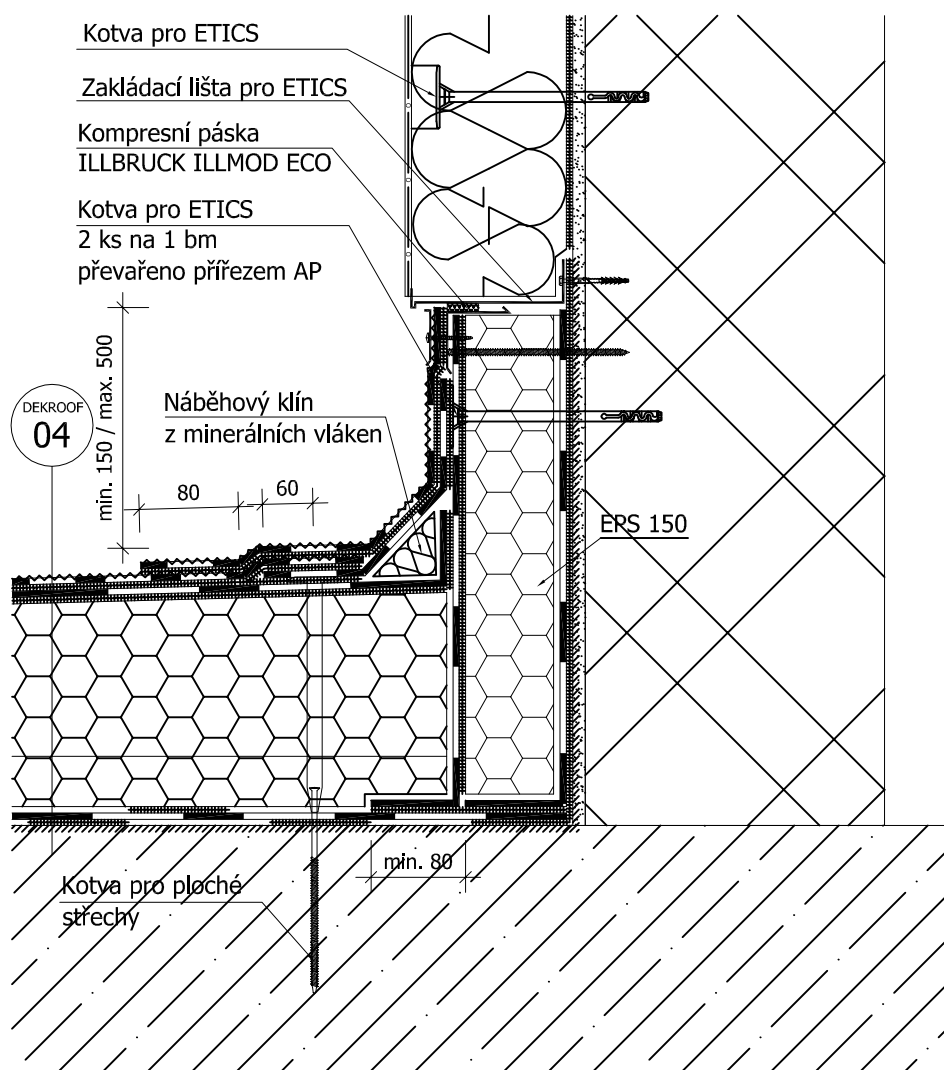 Kotva pro ETICS
Zakládací lišta pro ETICS
Kompresní páska
ILLBRUCK ILLMOD ECO
Kotva pro ETICS
2 ks na 1 bm
převařeno přířezem AP
min. 150 / max. 500
DEKROOF
04
Náběhový klín
z minerálních vláken
80
60
EPS 150
min. 80
Kotva pro ploché
střechy